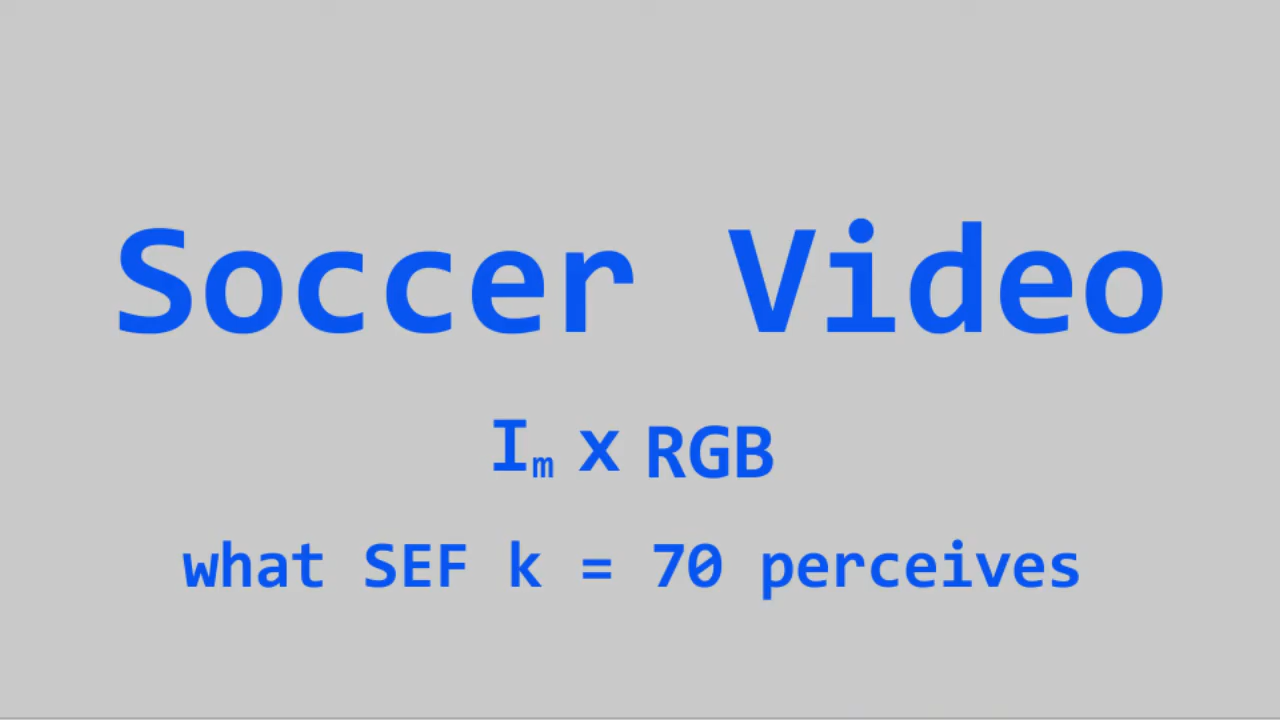 Soccer Video
Iₘ x RGB
what SEF k = 70 perceives